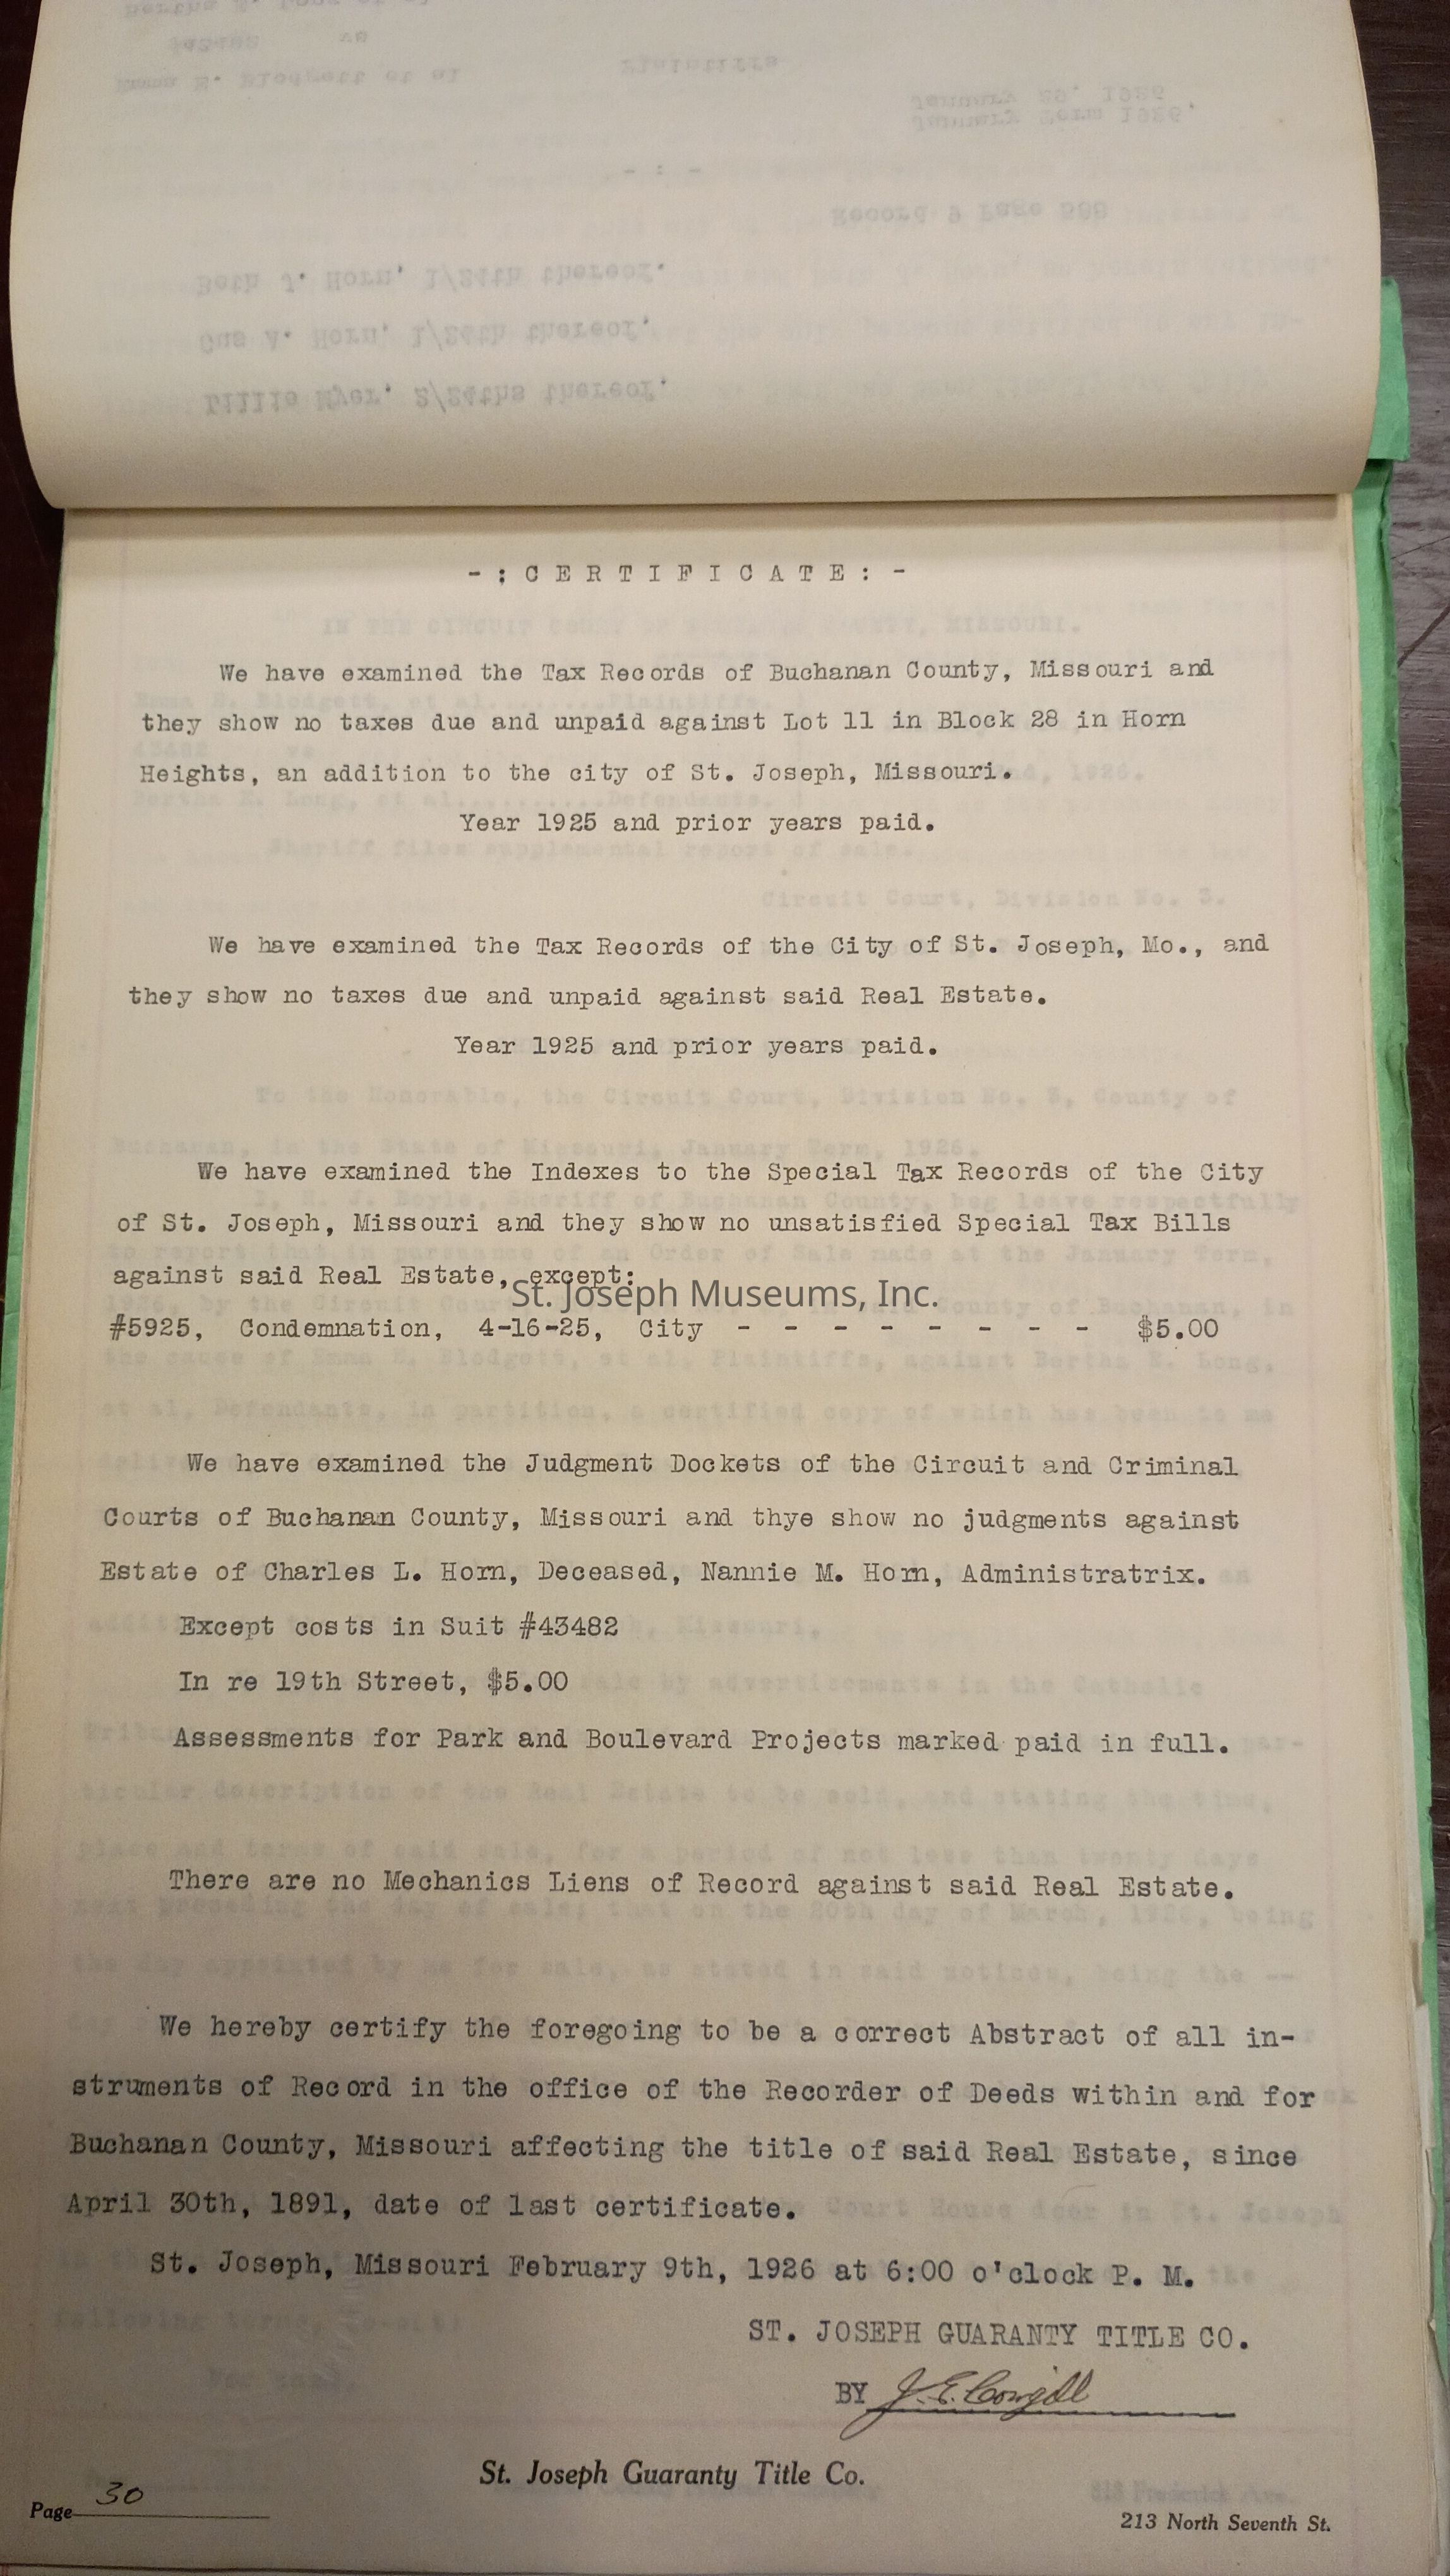 - : C E R T I F I C A T E : -
We have examined the Tax Records of Buchanan County, Missouri and
they show no taxes due and unpaid against Lot 11 in Block 28 in Horn
Heights, an addition to the city of St. Joseph, Missouri.
Year 1925 and prior years paid.
We have examined the Tax Records of the City of St. Joseph, Mo., and
they show no taxes due and unpaid against said Real Estate.
Year 1925 and prior years paid.
We have examined the Indexes to the Special Tax Records of the City
of St. Joseph, Missouri and they show no unsatisfied Special Tax Bills
against said Real Estate, except:
St. Joseph Museums, Inc.
#5925, Condemnation, 4-16-25, City - - - - - - - - - $5.00
We have examined the Judgment Dockets of the Circuit and Criminal
Courts of Buchanan County, Missouri and thye show no judgments against
Estate of Charles L. Horn, Deceased, Nannie M. Horn, Administratrix.
Except costs in Suit #43482
In re 19th Street, $5.00
Assessments for Park and Boulevard Projects marked paid in full.
There are no Mechanics Liens of Record against said Real Estate.
We hereby certify the foregoing to be a correct Abstract of all in-
struments of Record in the office of the Recorder of Deeds within and for
Buchanan County, Missouri affecting the title of said Real Estate, since
April 30th, 1891, date of last certificate.
St. Joseph, Missouri February 9th, 1926 at 6:00 o'clock P. M.
ST. JOSEPH GUARANTY TITLE CO.
BY J. E. Cowgill
St. Joseph Guaranty Title Co.
Page 30
213 North Seventh St.